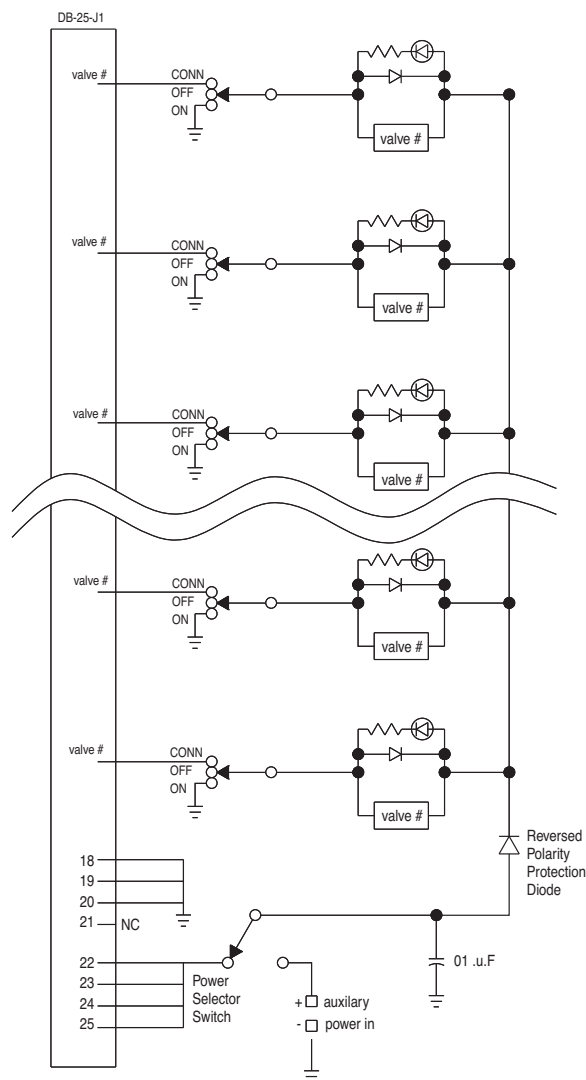 DB-25-J1
valve #
CONN
OFF
ON
valve #
valve #
CONN
OFF
ON
valve #
valve #
CONN
OFF
ON
valve #
valve #
CONN
OFF
ON
valve #
valve #
CONN
OFF
ON
valve #
Reversed
Polarity
Protection
Diode
18
19
20
21 NC
22
23
24
25
Power
Selector
Switch
01 .u.F
+ auxilary
- power in